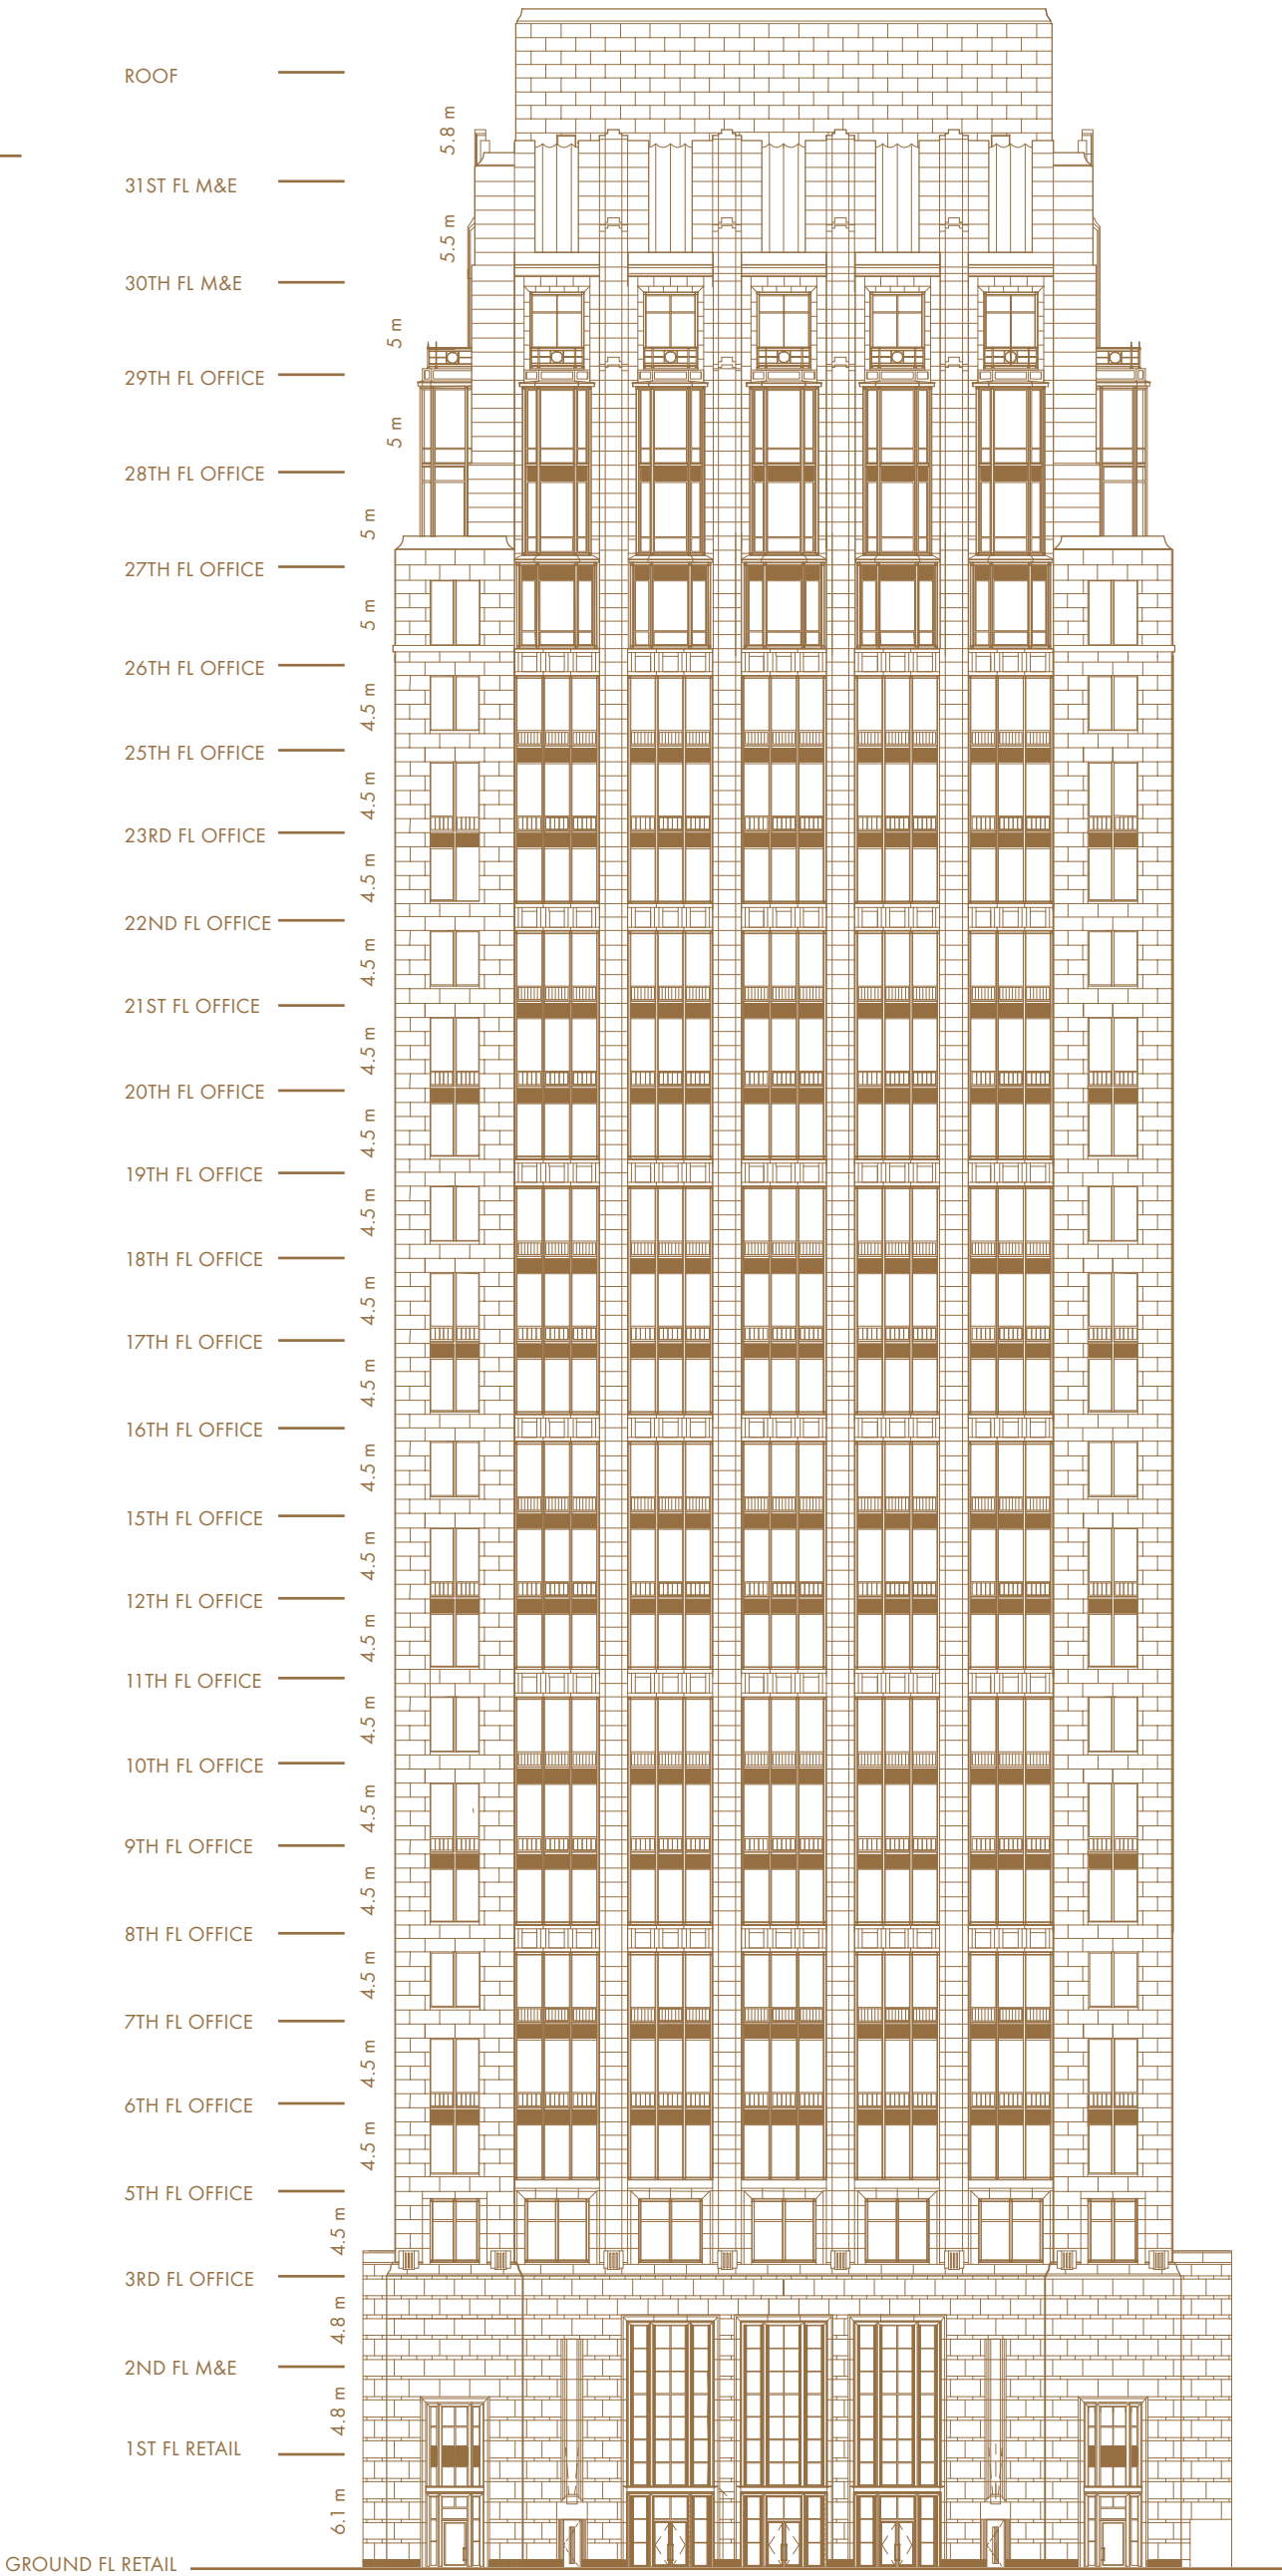 ROOF
5.8 m
31ST FL M&E
5.5 m
30TH FL M&E
5 m
29TH FL OFFICE
5 m
28TH FL OFFICE
5 m
27TH FL OFFICE
5 m
26TH FL OFFICE
4.5 m
25TH FL OFFICE
4.5 m
23RD FL OFFICE
4.5 m
22ND FL OFFICE
4.5 m
21ST FL OFFICE
4.5 m
20TH FL OFFICE
4.5 m
19TH FL OFFICE
4.5 m
18TH FL OFFICE
4.5 m
17TH FL OFFICE
4.5 m
16TH FL OFFICE
4.5 m
15TH FL OFFICE
4.5 m
12TH FL OFFICE
4.5 m
11TH FL OFFICE
4.5 m
10TH FL OFFICE
4.5 m
9TH FL OFFICE
4.5 m
8TH FL OFFICE
4.5 m
7TH FL OFFICE
4.5 m
6TH FL OFFICE
4.5 m
5TH FL OFFICE
4.5 m
3RD FL OFFICE
4.8 m
2ND FL M&E
4.8 m
1ST FL RETAIL
6.1 m
GROUND FL RETAIL